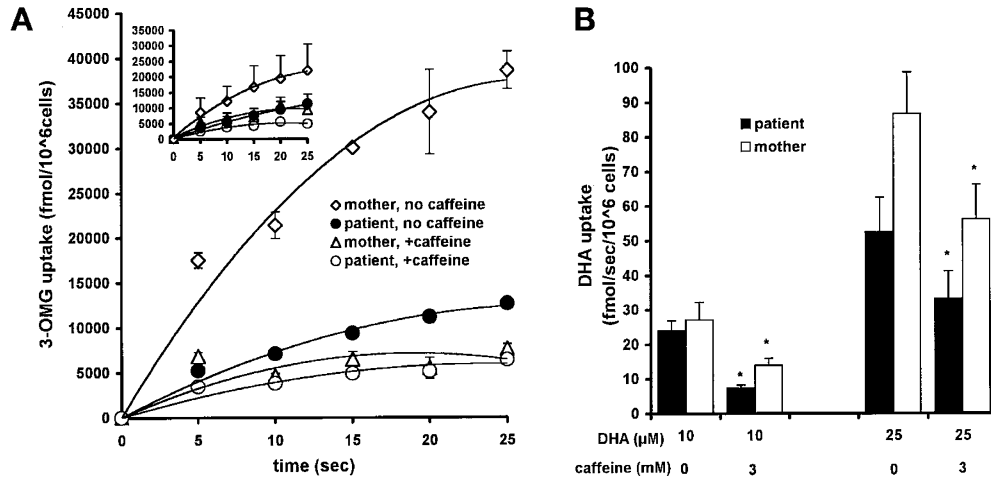 A
45000
40000
35000
30000
25000
20000
15000
10000
5000
0
3-OMG uptake (fmol/10^6cells)
0 5 10 15 20 25
time (sec)
35000
30000
25000
20000
15000
10000
5000
0
0 5 10 15 20 25
mother, no caffeine
patient, no caffeine
mother, +caffeine
patient, +caffeine
B
100
90
80
70
60
50
40
30
20
10
0
DHA uptake
(fmol/sec/10^6 cells)
patient
mother
* * * *
DHA (µM) 10 10 25 25
caffeine (mM) 0 3 0 3